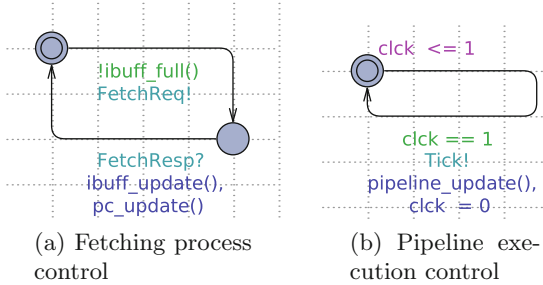 !ibuff_full()
FetchReq!
FetchResp?
ibuff_update(),
pc_update()
(a) Fetching process
control
clck <= 1
clck == 1
Tick!
pipeline_update(),
clck = 0
(b) Pipeline exe-
cution control